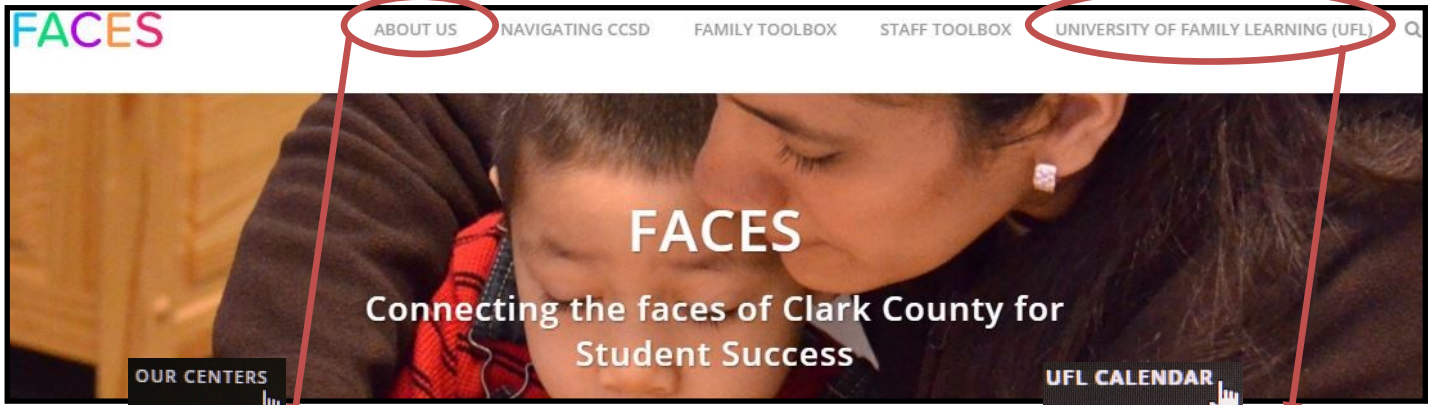 FACES ABOUT US NAVIGATING CCSD FAMILY TOOLBOX STAFF TOOLBOX UNIVERSITY OF FAMILY LEARNING (UFL)
FACES
Connecting the faces of Clark County for
Student Success
OUR CENTERS
UFL CALENDAR